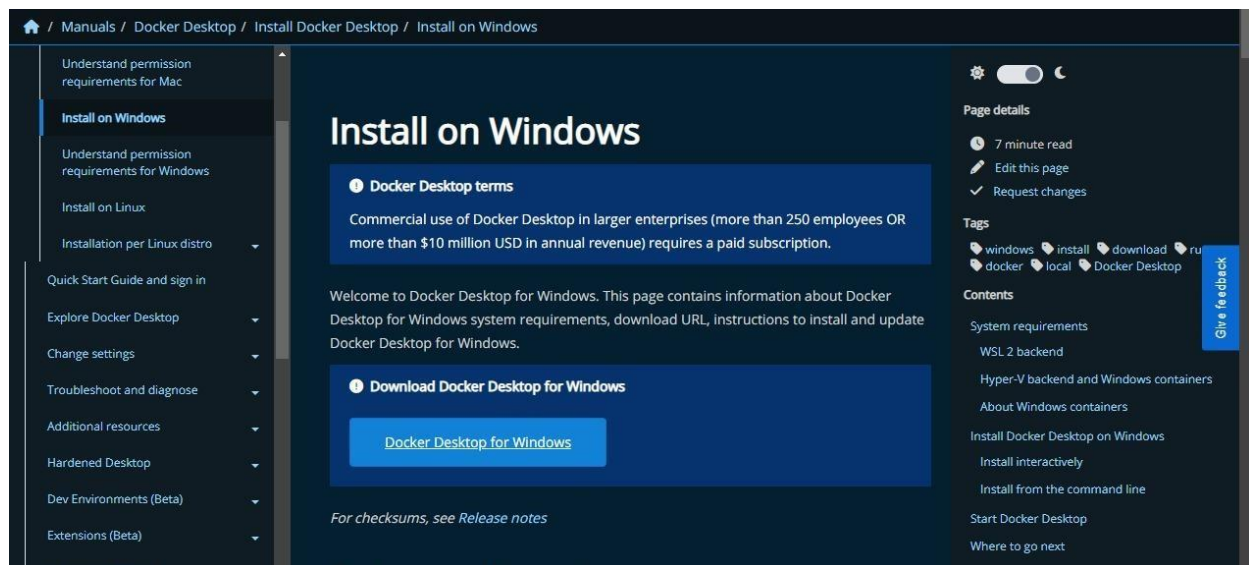 / Manuals / Docker Desktop / Install Docker Desktop / Install on Windows
Understand permission
requirements for Mac
Install on Windows
Understand permission
requirements for Windows
Install on Linux
Installation per Linux distro
Quick Start Guide and sign in
Explore Docker Desktop
Change settings
Troubleshoot and diagnose
Additional resources
Hardened Desktop
Dev Environments (Beta)
Extensions (Beta)
Install on Windows
Docker Desktop terms
Commercial use of Docker Desktop in larger enterprises (more than 250 employees OR
more than $10 million USD in annual revenue) requires a paid subscription.
Welcome to Docker Desktop for Windows. This page contains information about Docker
Desktop for Windows system requirements, download URL, instructions to install and update
Docker Desktop for Windows.
Download Docker Desktop for Windows
Docker Desktop for Windows
For checksums, see Release notes
Page details
7 minute read
Edit this page
Request changes
Tags
windows install download
docker local Docker Desktop
Contents
System requirements
WSL 2 backend
Hyper-V backend and Windows containers
About Windows containers
Install Docker Desktop on Windows
Install interactively
Install from the command line
Start Docker Desktop
Where to go next
Give feedback